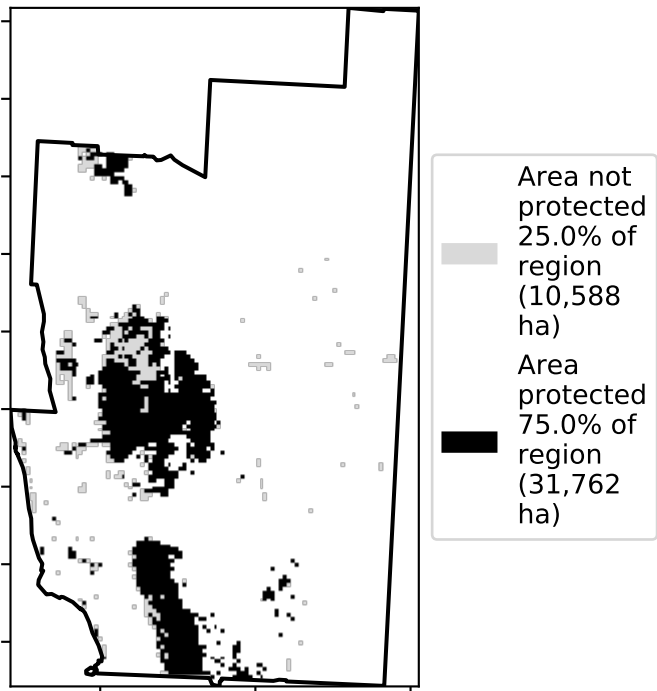 Area not
protected
25.0% of
region
(10,588
ha)
Area
protected
75.0% of
region
(31,762
ha)